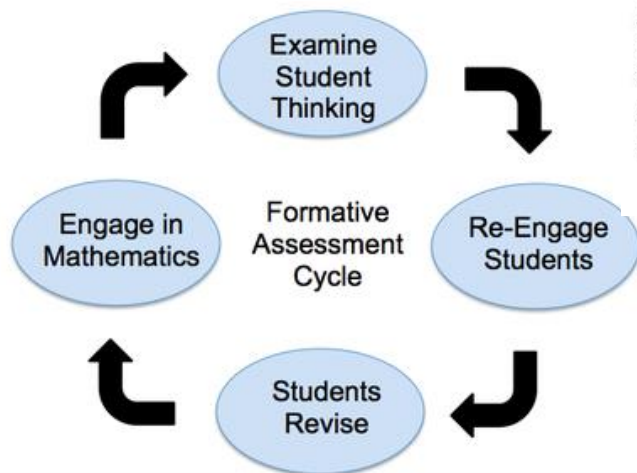 Examine
Student
Thinking
Engage in
Mathematics
Formative
Assessment
Cycle
Re-Engage
Students
Students
Revise